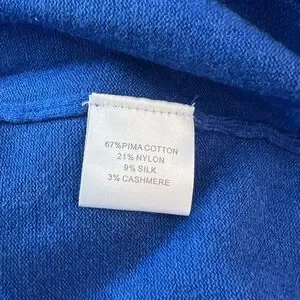 67%PIMA COTTON
21% NYLON
9% SILK
3% CASHMERE